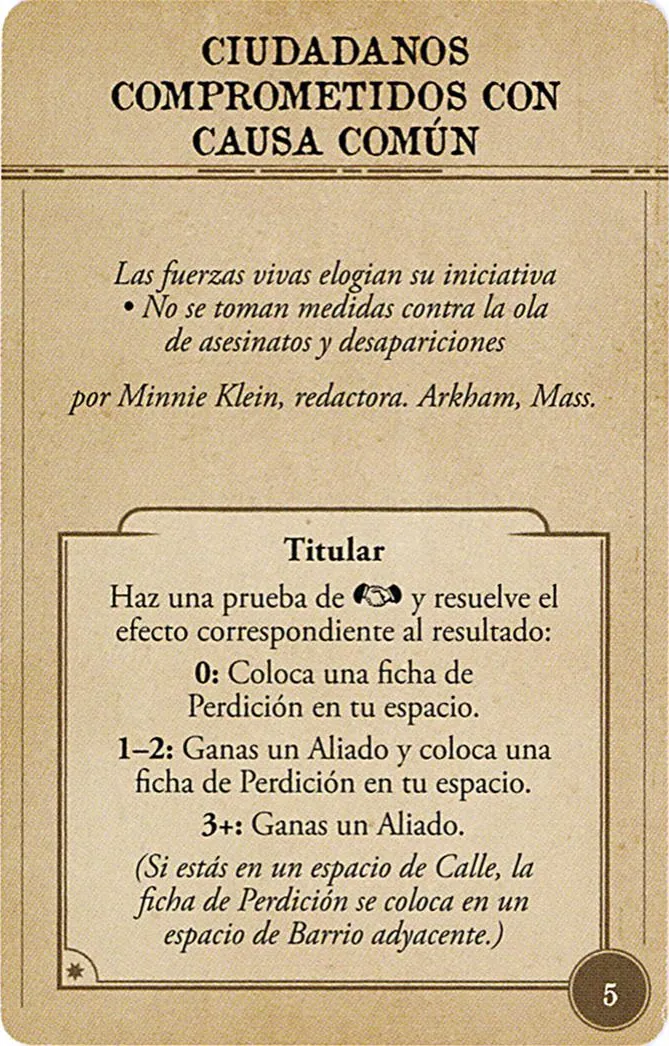 CIUDADANOS
COMPROMETIDOS CON
CAUSA COMÚN
Las fuerzas vivas elogian su iniciativa
• No se toman medidas contra la ola
de asesinatos y desapariciones
por Minnie Klein, redactora. Arkham, Mass.
Titular
Haz una prueba de y resuelve el
efecto correspondiente al resultado:
0: Coloca una ficha de
Perdición en tu espacio.
1–2: Ganas un Aliado y coloca una
ficha de Perdición en tu espacio.
3+: Ganas un Aliado.
(Si estás en un espacio de Calle, la
ficha de Perdición se coloca en un
espacio de Barrio adyacente.)
5